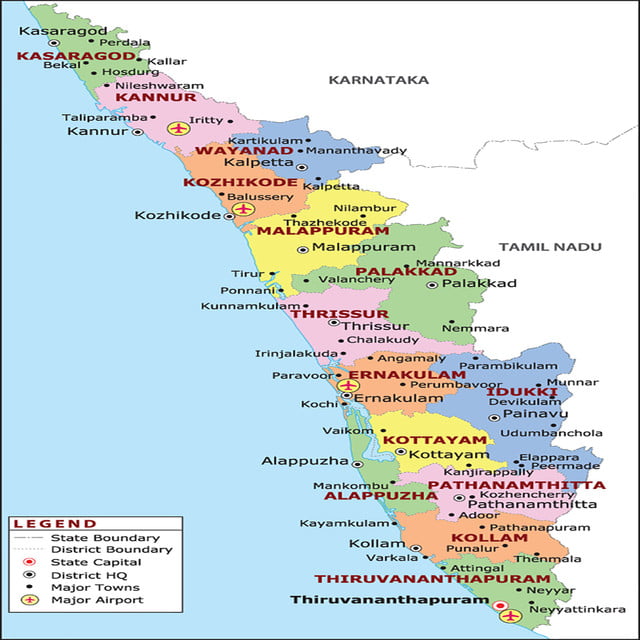 Kasaragod
Perdala
KASARAGOD
Kallar
Bekal
Hosdurg
KARNATAKA
Nileshwaram
KANNUR
Taliparamba
Iritty
Kannur
Kartikulam
WAYANAD
Mananthavady
Kalpetta
KOZHIKODE
Kalpetta
Balussery
Nilambur
Kozhikode
Thazhekode
MALAPPURAM
Malappuram
TAMIL NADU
Mannarkkad
Tirur
PALAKKAD
Valanchery
Palakkad
Ponnani
Kunnamkulam
THRISSUR
Thrissur
Nemmara
Chalakudy
Irinjalakuda
Angamaly
Parambikulam
Paravoor
ERNAKULAM
Perumbavoor
Munnar
IDUKKI
Ernakulam
Devikulam
Kochi
Painavu
Vaikom
Udumbanchola
KOTTAYAM
Kottayam
Elappara
Alappuzha
Peermade
Kanjirappally
Mankombu
PATHANAMTHITTA
ALAPPUZHA
Kozhencherry
Pathanamthitta
Adoor
Kayamkulam
Pathanapuram
KOLLAM
Kollam
Punalur
Varkala
Thenmala
Attingal
THIRUVANANTHAPURAM
Neyyar
Thiruvananthapuram
Neyyattinkara
LEGEND
State Boundary
District Boundary
State Capital
District HQ
Major Towns
Major Airport